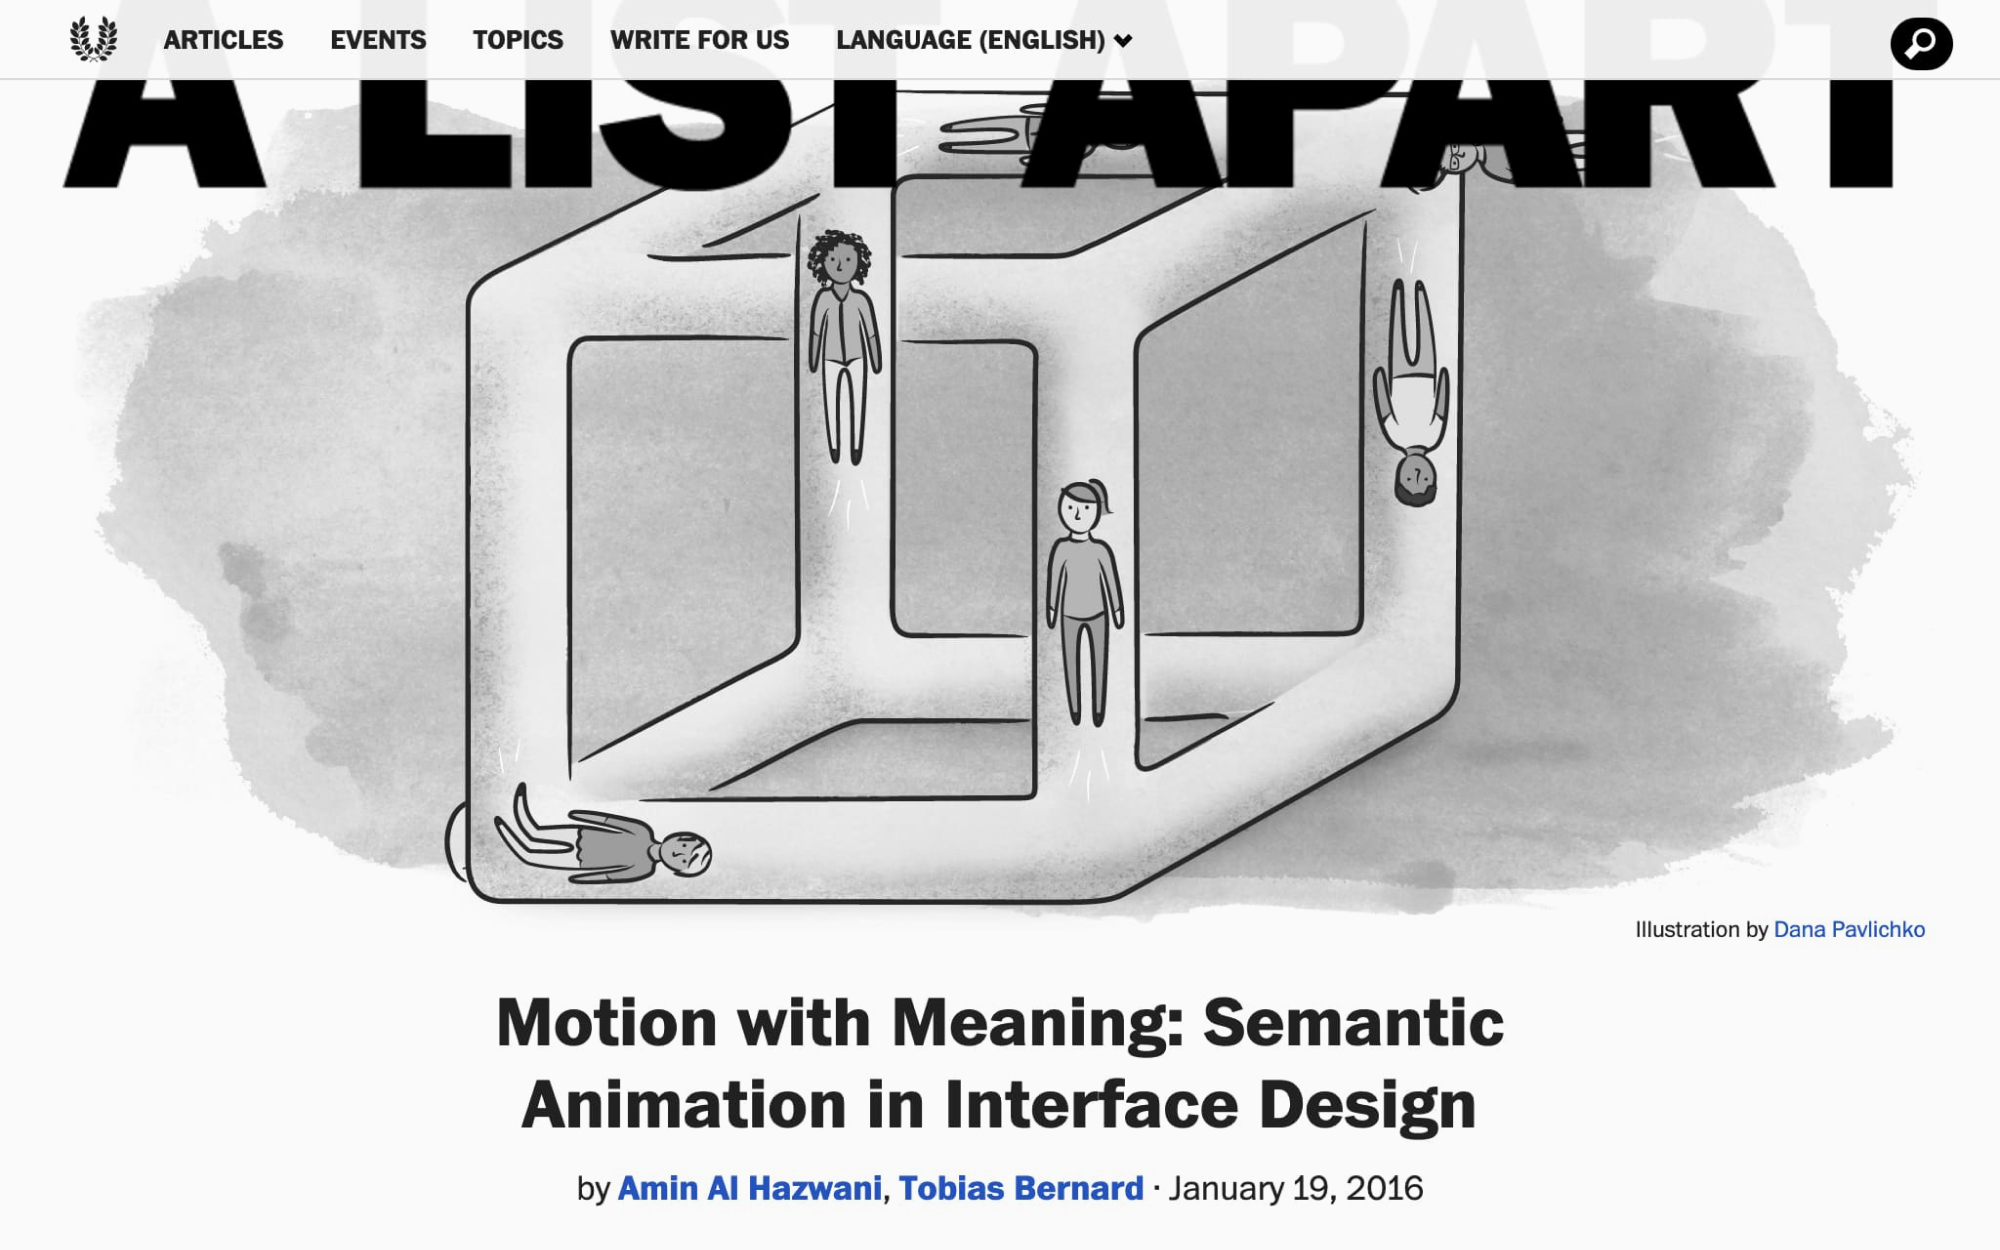 ARTICLES EVENTS TOPICS WRITE FOR US LANGUAGE (ENGLISH)
A LIST APART
Illustration by Dana Pavlichko
Motion with Meaning: Semantic
Animation in Interface Design
by Amin Al Hazwani, Tobias Bernard · January 19, 2016